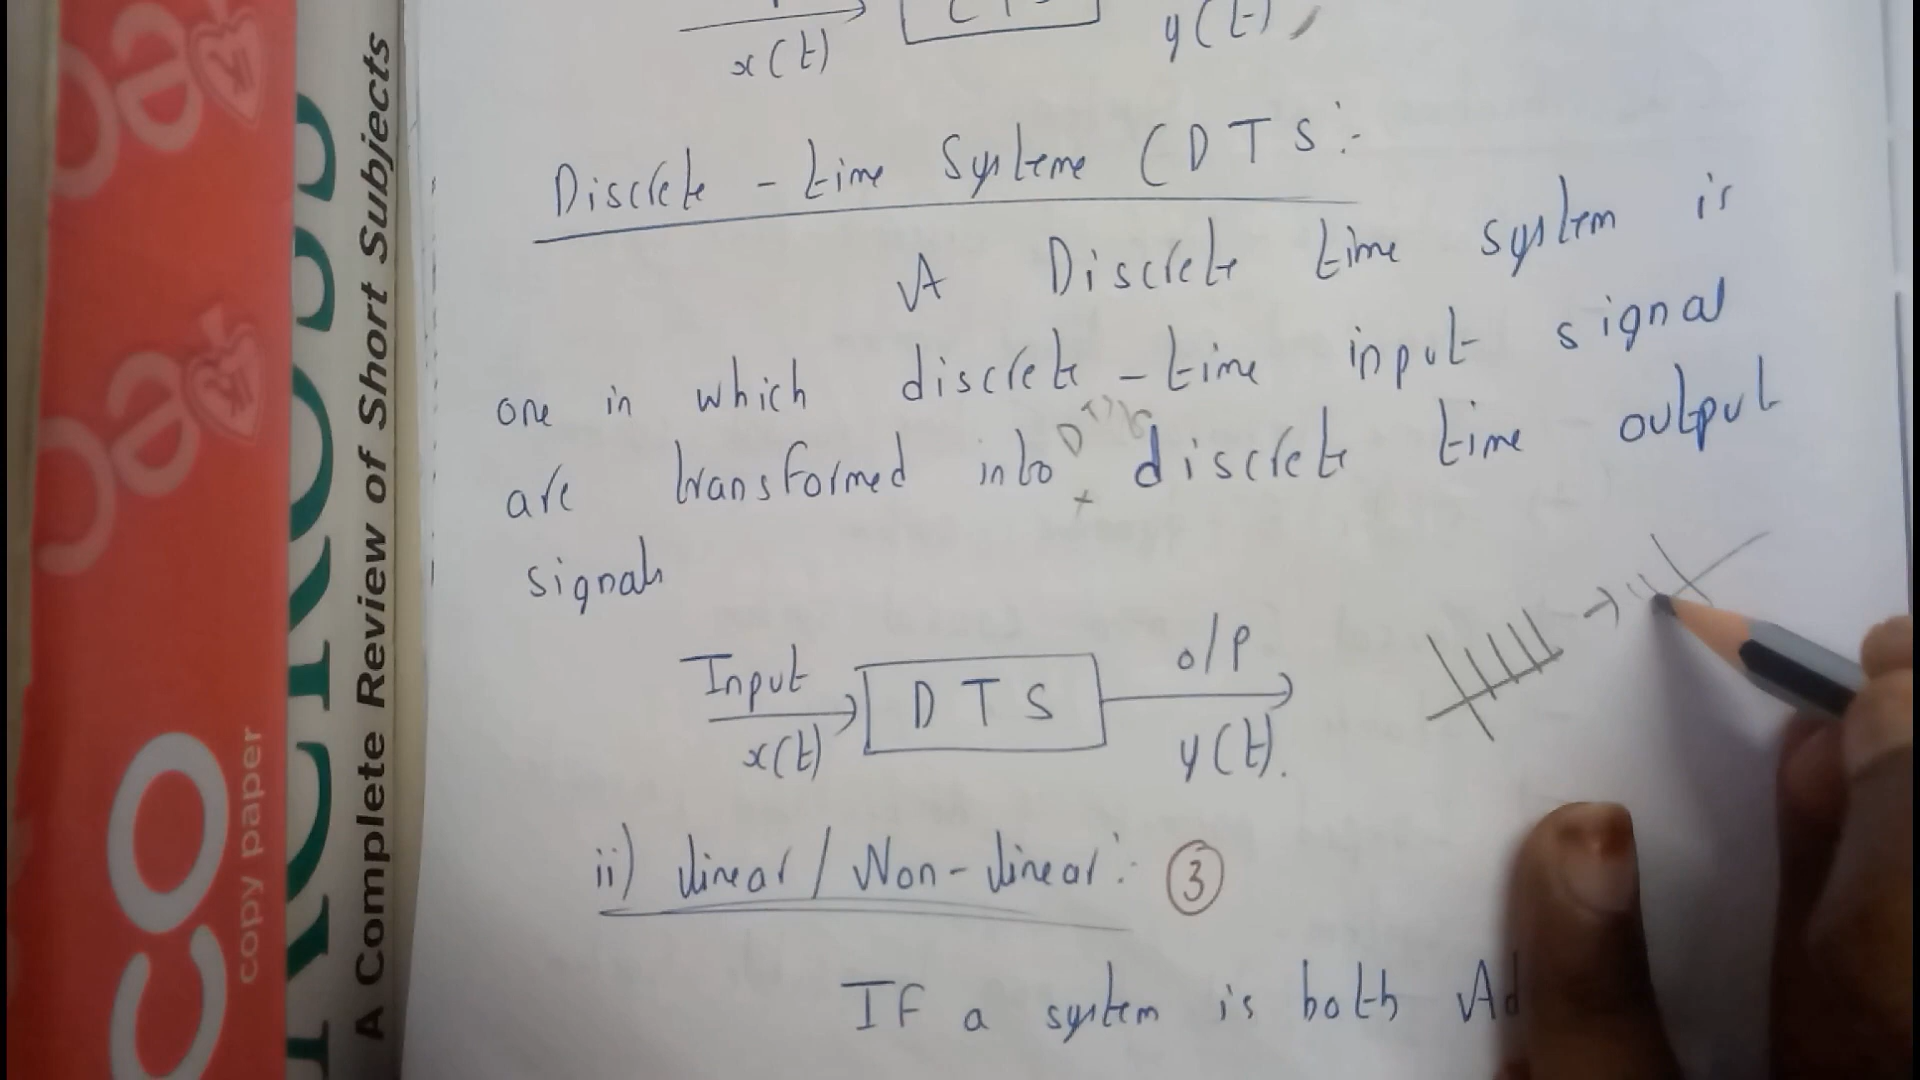 x(t)
y(t)
Discrete - time Systeme (DTS :-
A Discrete time system is
one in which discrete - time input signal
are transformed into discrete time output
signals
Input
x(t)
DTS
o/p
y(t).
ii) Linear / Non-Linear :- 3
If a system is both Ad
A Complete Review of Short Subjects
copy paper
CO